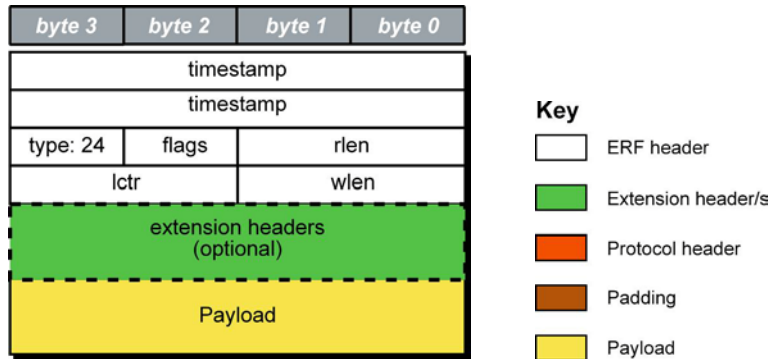 byte 3 byte 2 byte 1 byte 0
timestamp
timestamp
type: 24 flags rlen
lctr wlen
extension headers
(optional)
Payload
Key
ERF header
Extension header/s
Protocol header
Padding
Payload